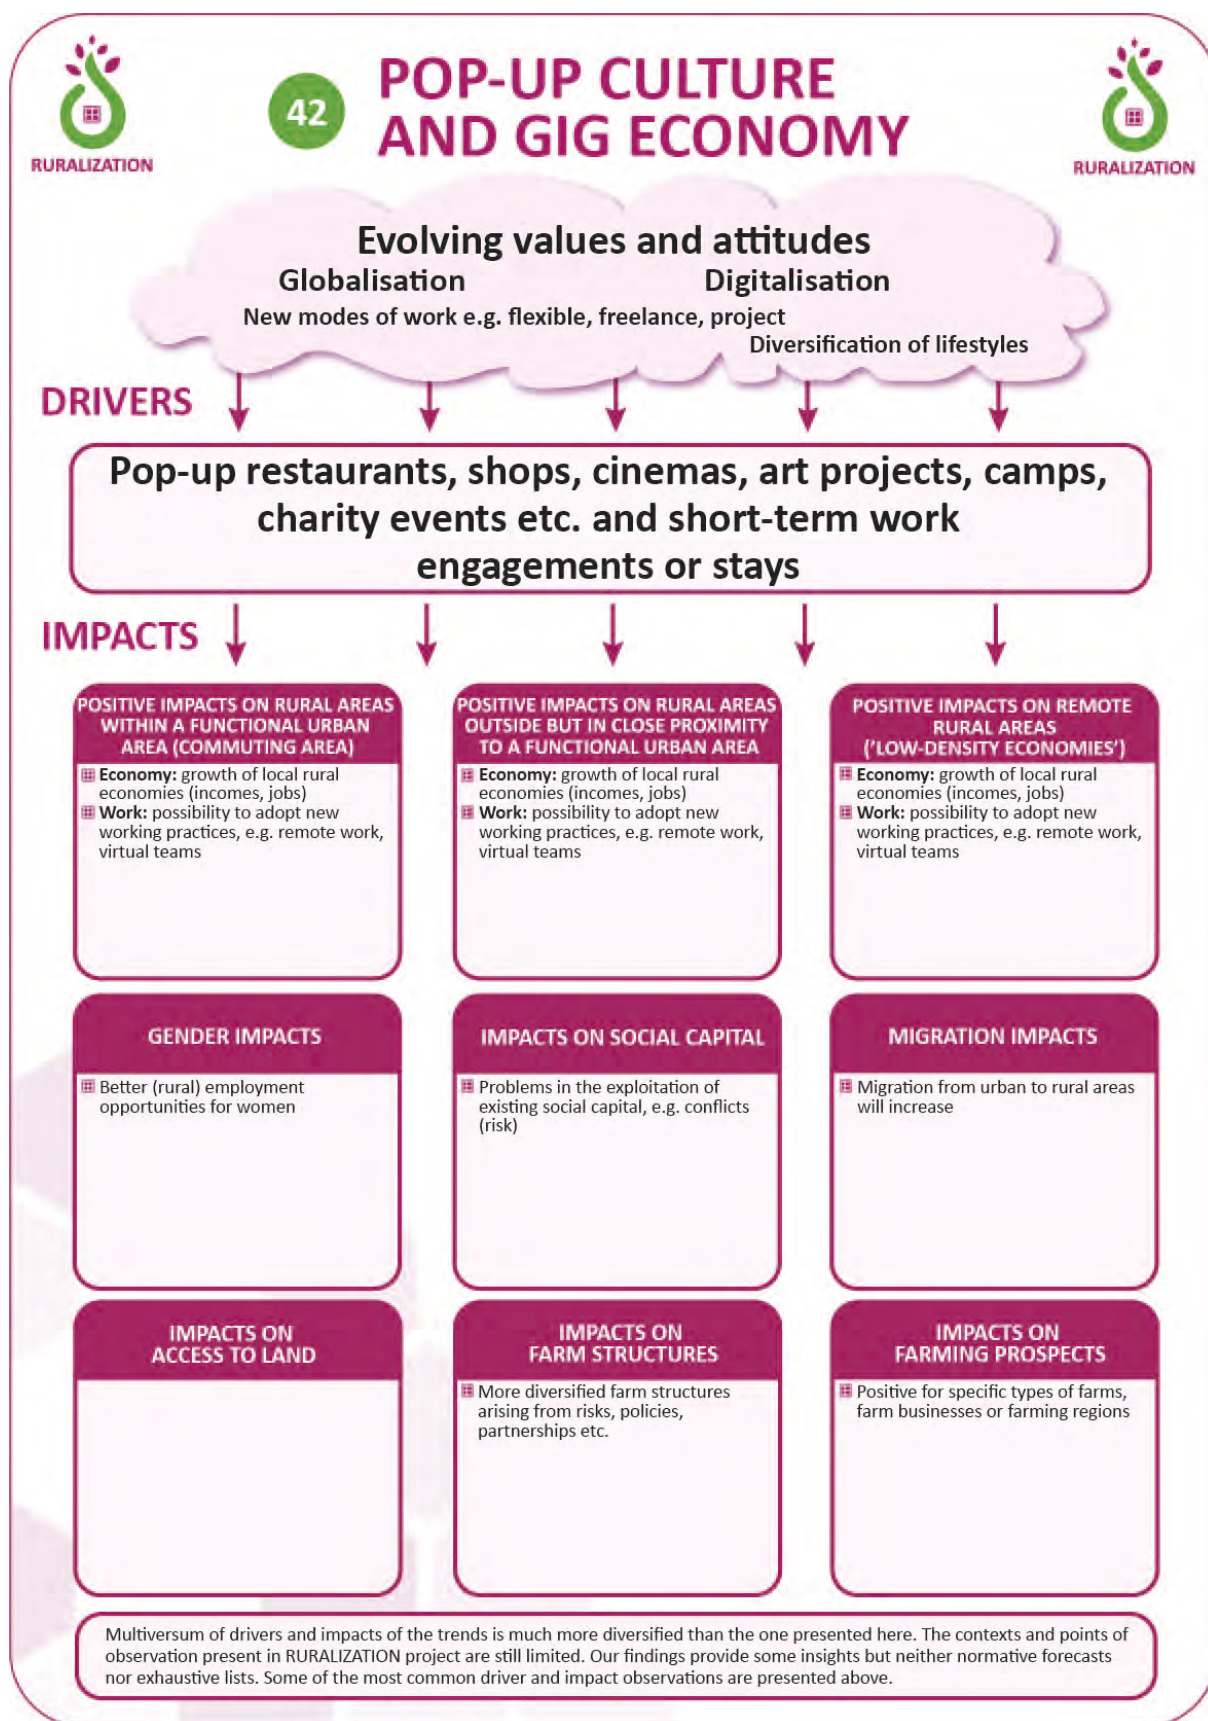 RURALIZATION
42
POP-UP CULTURE
AND GIG ECONOMY
RURALIZATION
Evolving values and attitudes
Globalisation
Digitalisation
New modes of work e.g. flexible, freelance, project
Diversification of lifestyles
DRIVERS
Pop-up restaurants, shops, cinemas, art projects, camps,
charity events etc. and short-term work
engagements or stays
IMPACTS
POSITIVE IMPACTS ON RURAL AREAS
WITHIN A FUNCTIONAL URBAN
AREA (COMMUTING AREA)
Economy: growth of local rural
economies (incomes, jobs)
Work: possibility to adopt new
working practices, e.g. remote work,
virtual teams
POSITIVE IMPACTS ON RURAL AREAS
OUTSIDE BUT IN CLOSE PROXIMITY
TO A FUNCTIONAL URBAN AREA
Economy: growth of local rural
economies (incomes, jobs)
Work: possibility to adopt new
working practices, e.g. remote work,
virtual teams
POSITIVE IMPACTS ON REMOTE
RURAL AREAS
('LOW-DENSITY ECONOMIES')
Economy: growth of local rural
economies (incomes, jobs)
Work: possibility to adopt new
working practices, e.g. remote work,
virtual teams
GENDER IMPACTS
Better (rural) employment
opportunities for women
IMPACTS ON SOCIAL CAPITAL
Problems in the exploitation of
existing social capital, e.g. conflicts
(risk)
MIGRATION IMPACTS
Migration from urban to rural areas
will increase
IMPACTS ON
ACCESS TO LAND
IMPACTS ON
FARM STRUCTURES
More diversified farm structures
arising from risks, policies,
partnerships etc.
IMPACTS ON
FARMING PROSPECTS
Positive for specific types of farms,
farm businesses or farming regions
Multiversum of drivers and impacts of the trends is much more diversified than the one presented here. The contexts and points of
observation present in RURALIZATION project are still limited. Our findings provide some insights but neither normative forecasts
nor exhaustive lists. Some of the most common driver and impact observations are presented above.